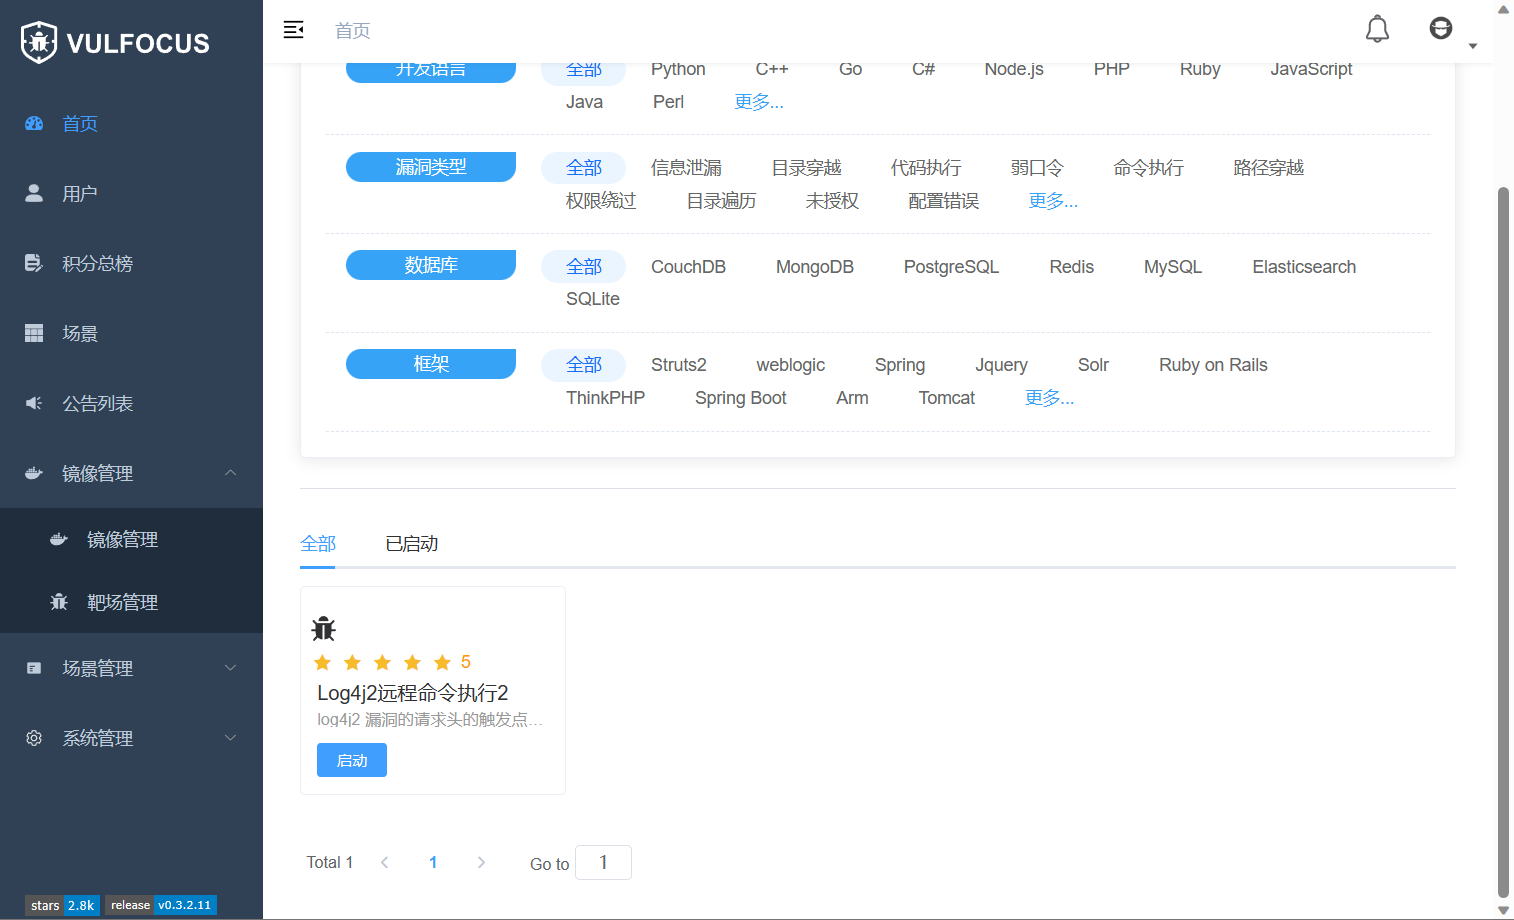 VULFOCUS
首页
用户
积分总榜
场景
公告列表
镜像管理
镜像管理
靶场管理
场景管理
系统管理
stars 2.8k release v0.3.2.11
首页
开发语言 全部 Python C++ Go C# Node.js PHP Ruby JavaScript
Java Perl 更多...
漏洞类型 全部 信息泄漏 目录穿越 代码执行 弱口令 命令执行 路径穿越
权限绕过 目录遍历 未授权 配置错误 更多...
数据库 全部 CouchDB MongoDB PostgreSQL Redis MySQL Elasticsearch
SQLite
框架 全部 Struts2 weblogic Spring Jquery Solr Ruby on Rails
ThinkPHP Spring Boot Arm Tomcat 更多...
全部 已启动
5
Log4j2远程命令执行2
log4j2 漏洞的请求头的触发点...
启动
Total 1 1 Go to 1